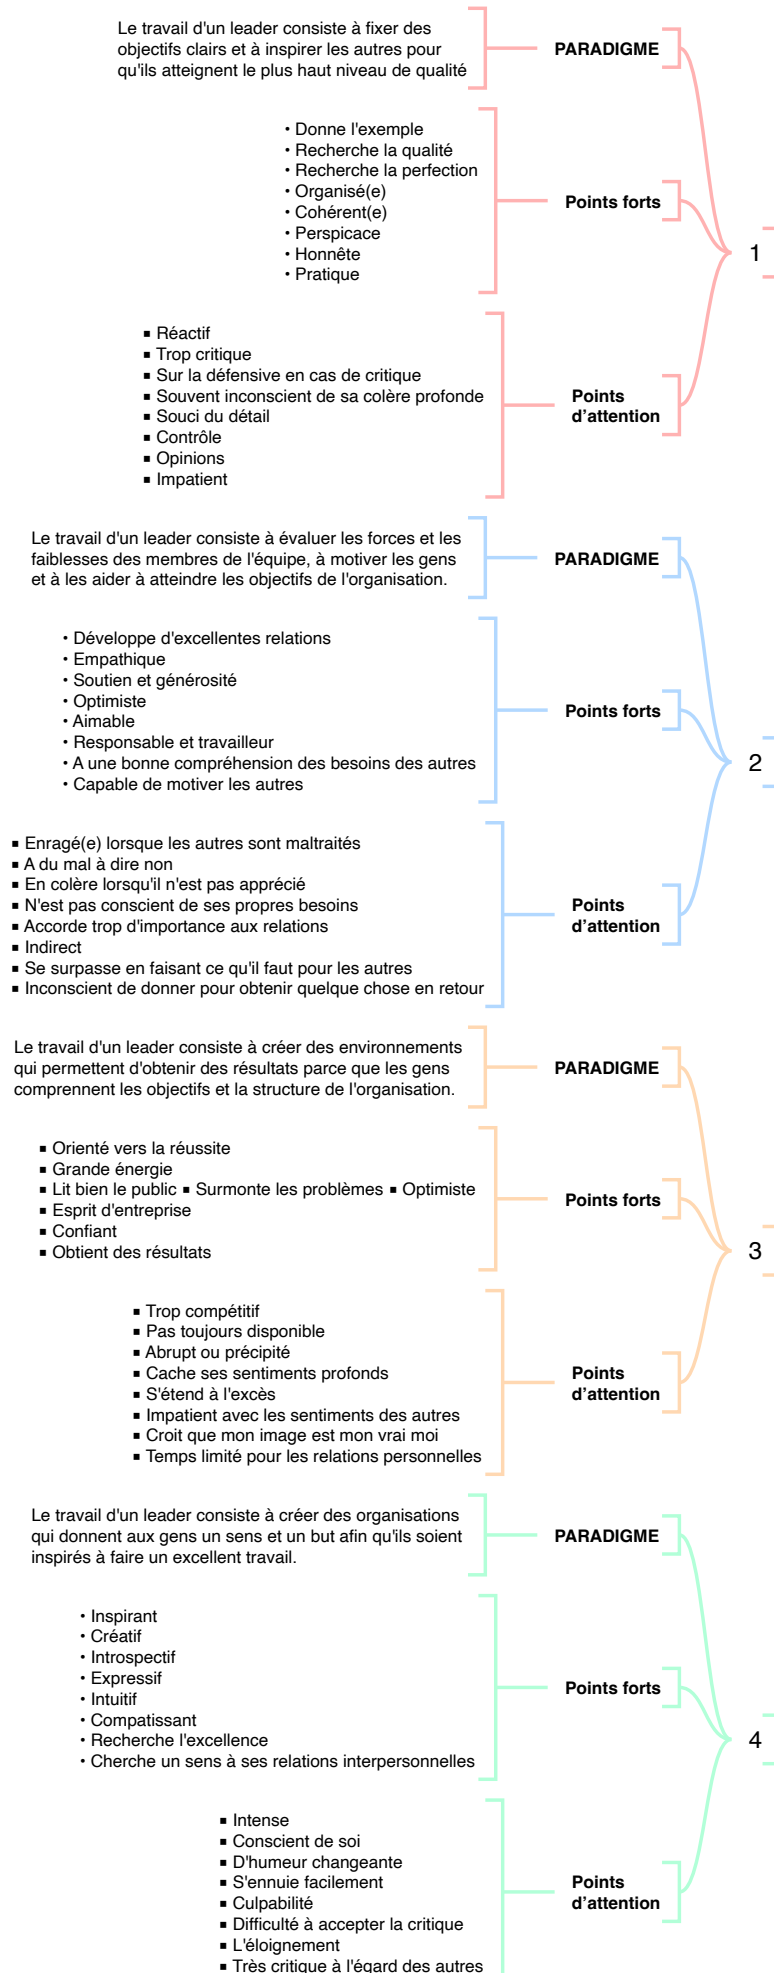 Le travail d'un leader consiste à fixer des
objectifs clairs et à inspirer les autres pour
qu'ils atteignent le plus haut niveau de qualité
PARADIGME
• Donne l'exemple
• Recherche la qualité
• Recherche la perfection
• Organisé(e)
• Cohérent(e)
• Perspicace
• Honnête
• Pratique
Points forts
1
▪ Réactif
▪ Trop critique
▪ Sur la défensive en cas de critique
▪ Souvent inconscient de sa colère profonde
▪ Souci du détail
▪ Contrôle
▪ Opinions
▪ Impatient
Points
d’attention
Le travail d'un leader consiste à évaluer les forces et les
faiblesses des membres de l'équipe, à motiver les gens
et à les aider à atteindre les objectifs de l'organisation.
PARADIGME
• Développe d'excellentes relations
• Empathique
• Soutien et générosité
• Optimiste
• Aimable
• Responsable et travailleur
• A une bonne compréhension des besoins des autres
• Capable de motiver les autres
Points forts
2
▪ Enragé(e) lorsque les autres sont maltraités
▪ A du mal à dire non
▪ En colère lorsqu'il n'est pas apprécié
▪ N'est pas conscient de ses propres besoins
▪ Accorde trop d'importance aux relations
▪ Indirect
▪ Se surpasse en faisant ce qu'il faut pour les autres
▪ Inconscient de donner pour obtenir quelque chose en retour
Points
d’attention
Le travail d'un leader consiste à créer des environnements
qui permettent d'obtenir des résultats parce que les gens
comprennent les objectifs et la structure de l'organisation.
PARADIGME
▪ Orienté vers la réussite
▪ Grande énergie
▪ Lit bien le public ▪ Surmonte les problèmes ▪ Optimiste
▪ Esprit d'entreprise
▪ Confiant
▪ Obtient des résultats
Points forts
3
▪ Trop compétitif
▪ Pas toujours disponible
▪ Abrupt ou précipité
▪ Cache ses sentiments profonds
▪ S'étend à l'excès
▪ Impatient avec les sentiments des autres
▪ Croit que mon image est mon vrai moi
▪ Temps limité pour les relations personnelles
Points
d’attention
Le travail d'un leader consiste à créer des organisations
qui donnent aux gens un sens et un but afin qu'ils soient
inspirés à faire un excellent travail.
PARADIGME
• Inspirant
• Créatif
• Introspectif
• Expressif
• Intuitif
• Compatissant
• Recherche l'excellence
• Cherche un sens à ses relations interpersonnelles
Points forts
4
▪ Intense
▪ Conscient de soi
▪ D'humeur changeante
▪ S'ennuie facilement
▪ Culpabilité
▪ Difficulté à accepter la critique
▪ L'éloignement
▪ Très critique à l'égard des autres
Points
d’attention